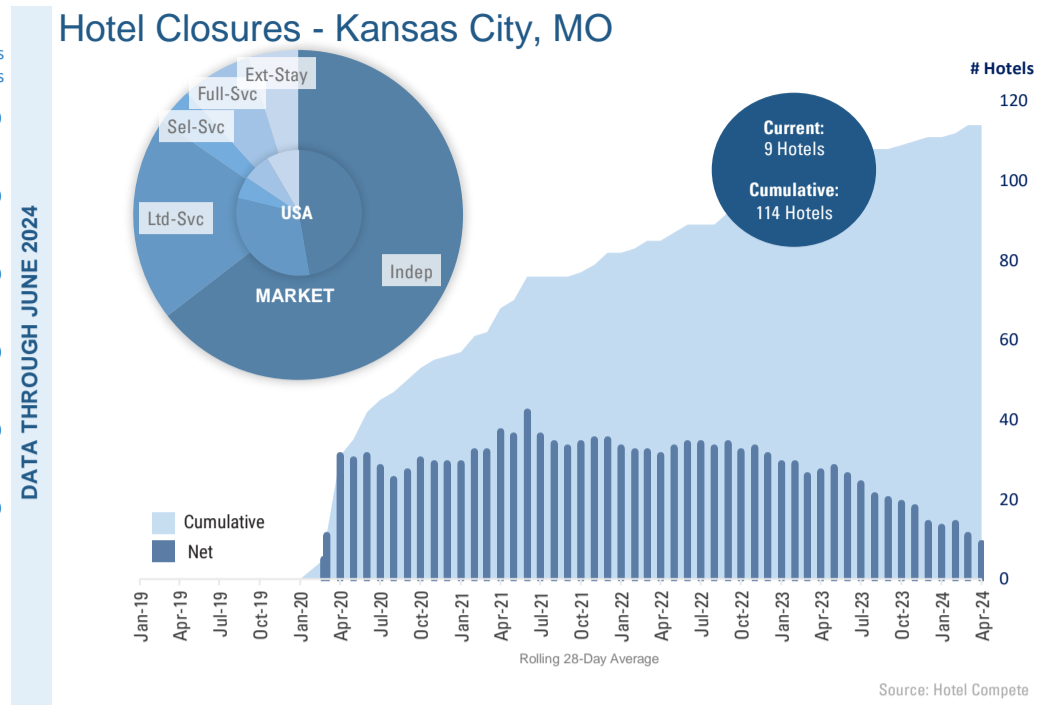 Hotel Closures - Kansas City, MO
s
s
DATA THROUGH JUNE 2024
Ext-Stay
Full-Svc
Sel-Svc
Ltd-Svc
USA
Indep
MARKET
Current:
9 Hotels
Cumulative:
114 Hotels
# Hotels
120
100
80
60
40
20
0
Cumulative
Net
Jan-19
Apr-19
Jul-19
Oct-19
Jan-20
Apr-20
Jul-20
Oct-20
Jan-21
Apr-21
Jul-21
Oct-21
Jan-22
Apr-22
Jul-22
Oct-22
Jan-23
Apr-23
Jul-23
Oct-23
Jan-24
Apr-24
Rolling 28-Day Average
Source: Hotel Compete